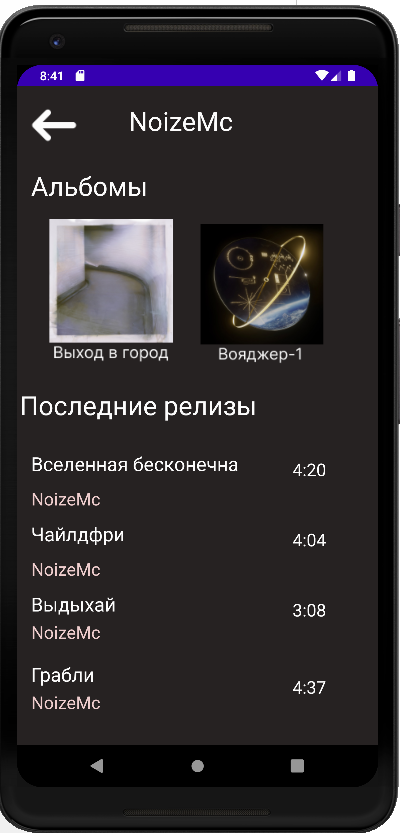 8:41
NoizeMc
Альбомы
Выход в город
Вояджер-1
Последние релизы
Вселенная бесконечна 4:20
NoizeMc
Чайлдфри 4:04
NoizeMc
Выдыхай 3:08
NoizeMc
Грабли 4:37
NoizeMc